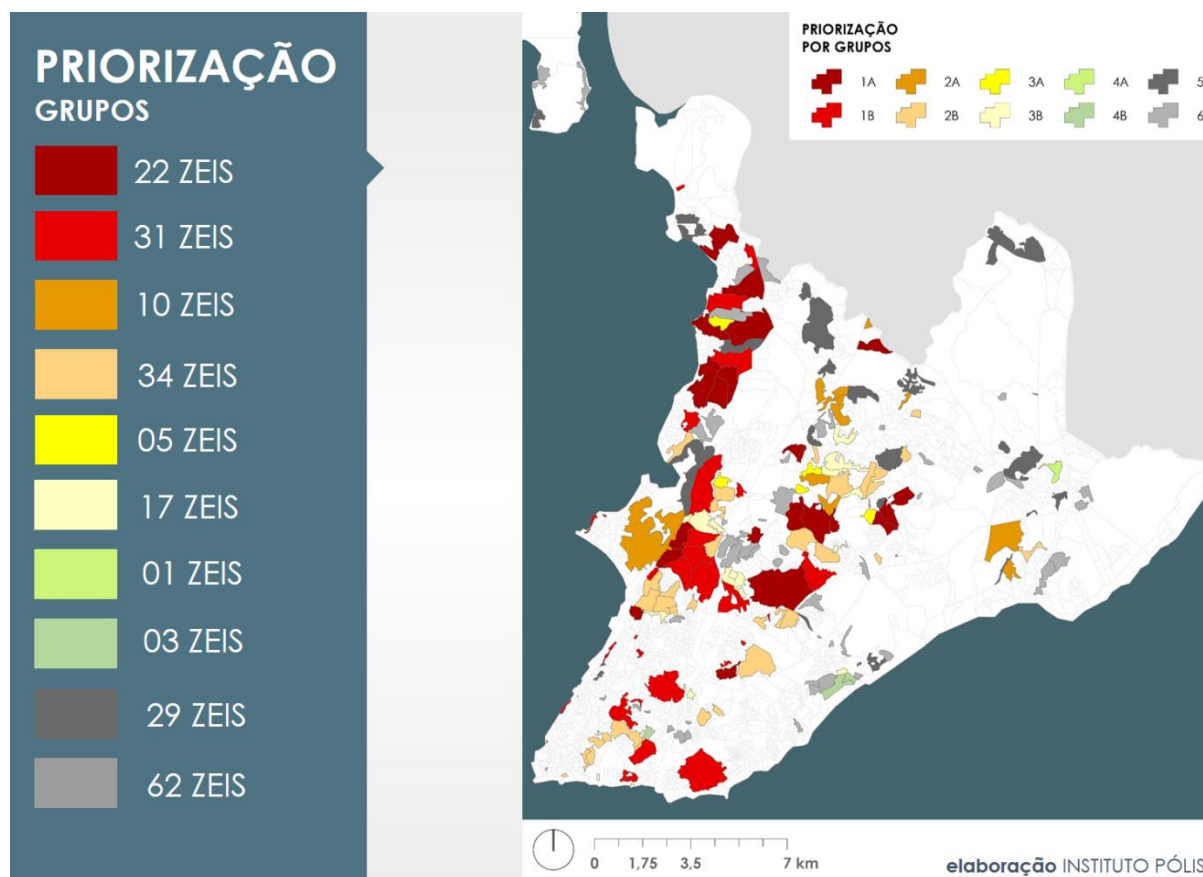 PRIORIZAÇÃO
GRUPOS
22 ZEIS
31 ZEIS
10 ZEIS
34 ZEIS
05 ZEIS
17 ZEIS
01 ZEIS
03 ZEIS
29 ZEIS
62 ZEIS
PRIORIZAÇÃO
POR GRUPOS
1A 2A 3A 4A 5
1B 2B 3B 4B 6
0 1,75 3,5 7 km
elaboração INSTITUTO PÓLIS